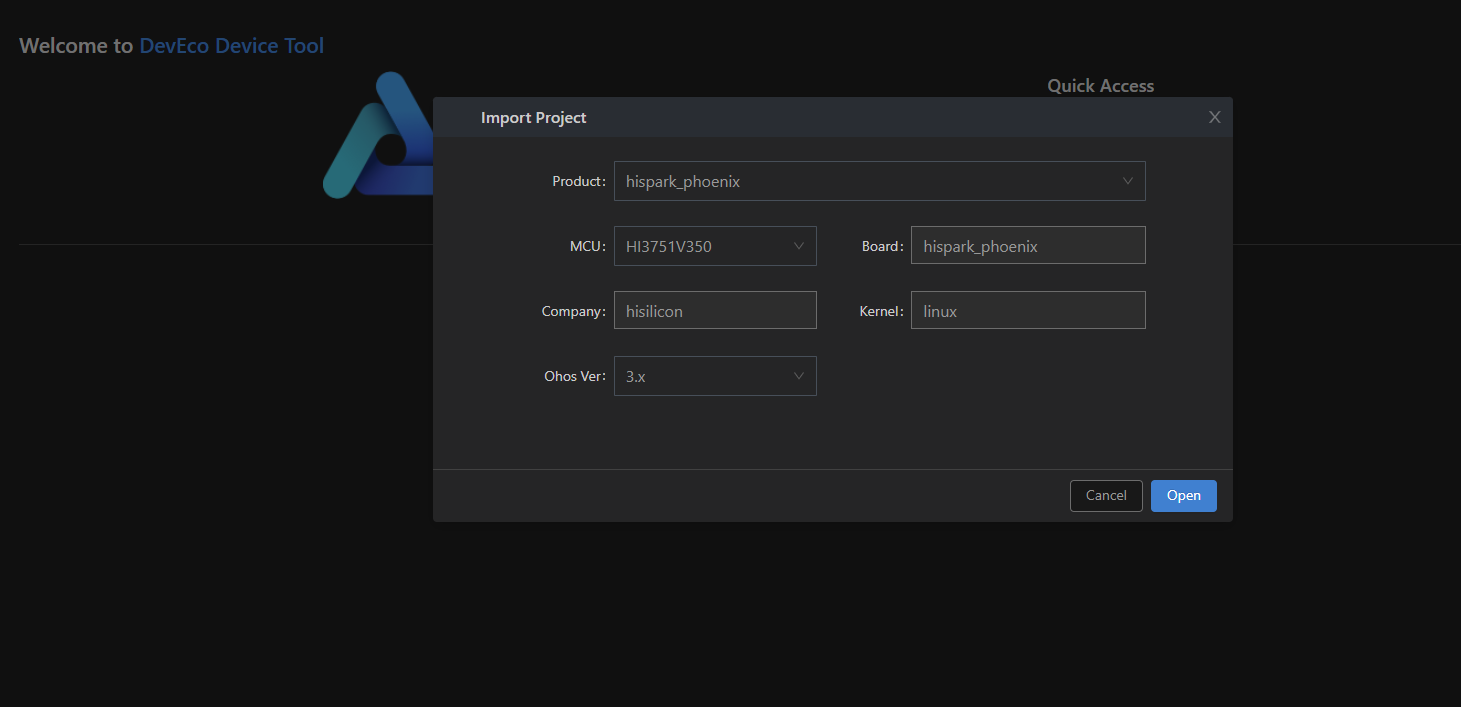 Welcome to DevEco Device Tool
Quick Access
Import Project
Product: hispark_phoenix
MCU: HI3751V350 Board: hispark_phoenix
Company: hisilicon Kernel: linux
Ohos Ver: 3.x
Cancel Open